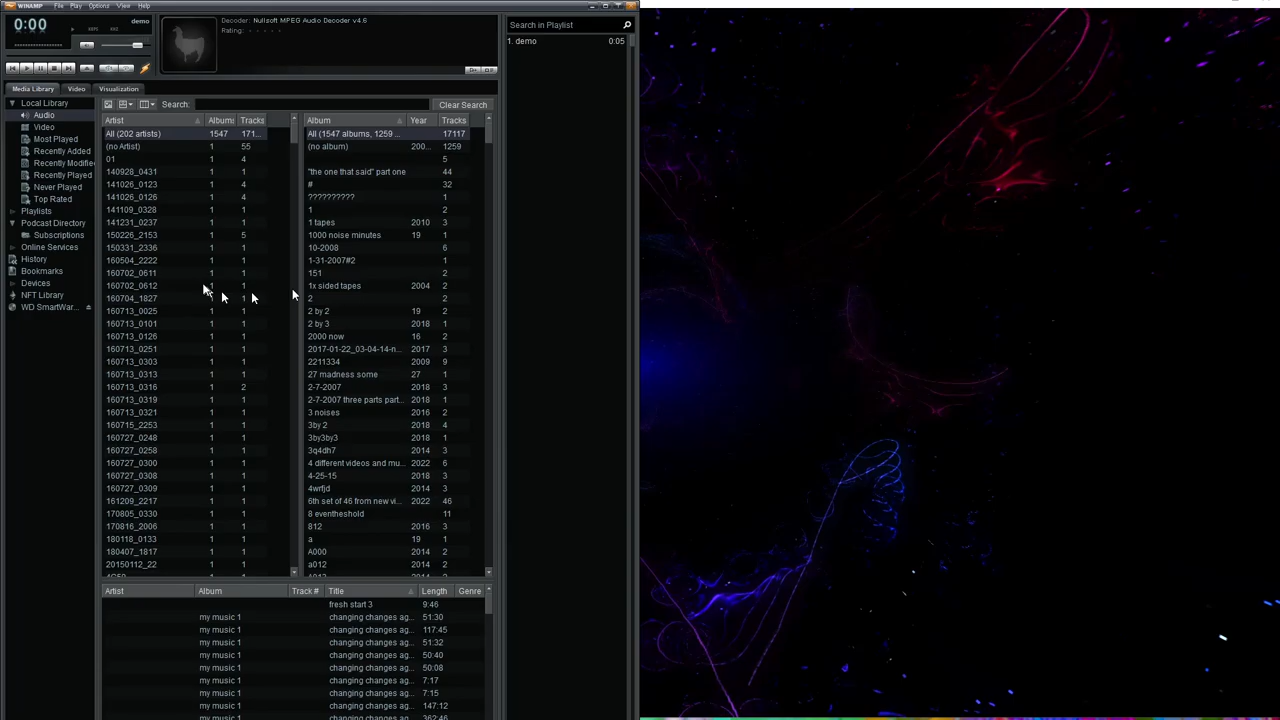 WINAMP File Play Options View Help
0:00
demo
Decoder: Nullsoft MPEG Audio Decoder v4.6
Rating:
Search in Playlist
1. demo 0:05
Media Library Video Visualization
Local Library
Audio
Video
Most Played
Recently Added
Recently Modifie
Recently Played
Never Played
Top Rated
Playlists
Podcast Directory
Subscriptions
Online Services
History
Bookmarks
Devices
NFT Library
WD SmartWar...
Search: Clear Search
Artist Albums Tracks
All (202 artists) 1547 171...
(no Artist) 1 55
01 1 4
140928_0431 1 1
141026_0123 1 4
141026_0126 1 4
141109_0328 1 1
141231_0237 1 1
150226_2153 1 5
150331_2336 1 1
160504_2222 1 1
160702_0611 1 1
160702_0612 1 1
160704_1827 1 1
160713_0025 1 1
160713_0101 1 1
160713_0126 1 1
160713_0251 1 1
160713_0303 1 1
160713_0313 1 1
160713_0316 1 2
160713_0319 1 1
160713_0321 1 1
160715_2253 1 1
160727_0248 1 1
160727_0258 1 1
160727_0300 1 1
160727_0308 1 1
160727_0309 1 1
161209_2217 1 1
170805_0330 1 1
170816_2006 1 1
180118_0133 1 1
180407_1817 1 1
20150112_22 1 1
Album Year Tracks
All (1547 albums, 1259 ... 17117
(no album) 200... 1259
5
"the one that said" part one 44
# 32
?????????? 1
1 2
1 tapes 2010 3
1000 noise minutes 19 1
10-2008 6
1-31-2007#2 1
151 2
1x sided tapes 2004 2
2 1
2 by 2 19 2
2 by 3 2018 1
2000 now 16 2
2017-01-22_03-04-14-n... 2017 3
2211334 2009 9
27 madness some 27 1
2-7-2007 2018 3
2-7-2007 three parts part... 2018 1
3 noises 2016 2
3by 2 2018 4
3by3by3 2018 1
3q4dh7 2014 3
4 different videos and mu... 2022 6
4-25-15 2018 3
4wrfjd 2014 3
6th set of 46 from new vi... 2022 46
8 eventheshold 11
812 2016 3
a 19 1
A000 2014 2
a012 2014 2
Artist Album Track # Title Length Genre
fresh start 3 9:46
my music 1 changing changes ag... 51:30
my music 1 changing changes ag... 117:45
my music 1 changing changes ag... 51:32
my music 1 changing changes ag... 50:40
my music 1 changing changes ag... 50:08
my music 1 changing changes ag... 7:17
my music 1 changing changes ag... 7:15
my music 1 changing changes ag... 147:12
my music 1 changing changes ag... 362:46